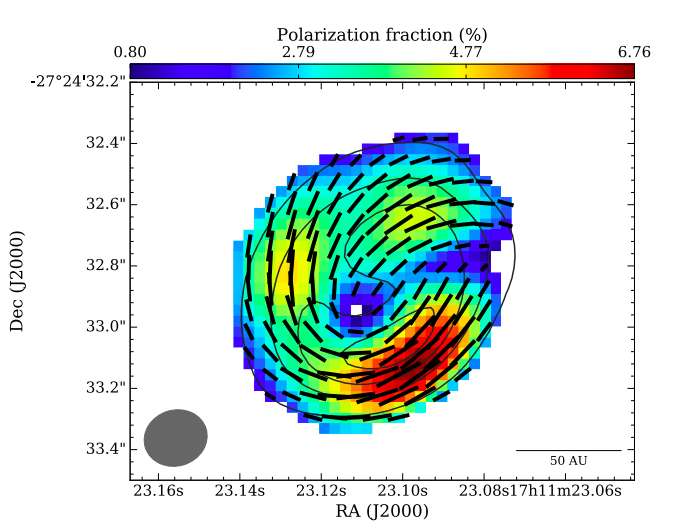 Polarization fraction (%)
0.80 2.79 4.77 6.76
-27°24'32.2"
32.4"
32.6"
32.8"
33.0"
33.2"
33.4"
Dec (J2000)
50 AU
23.16s 23.14s 23.12s 23.10s 23.08s17h11m23.06s
RA (J2000)